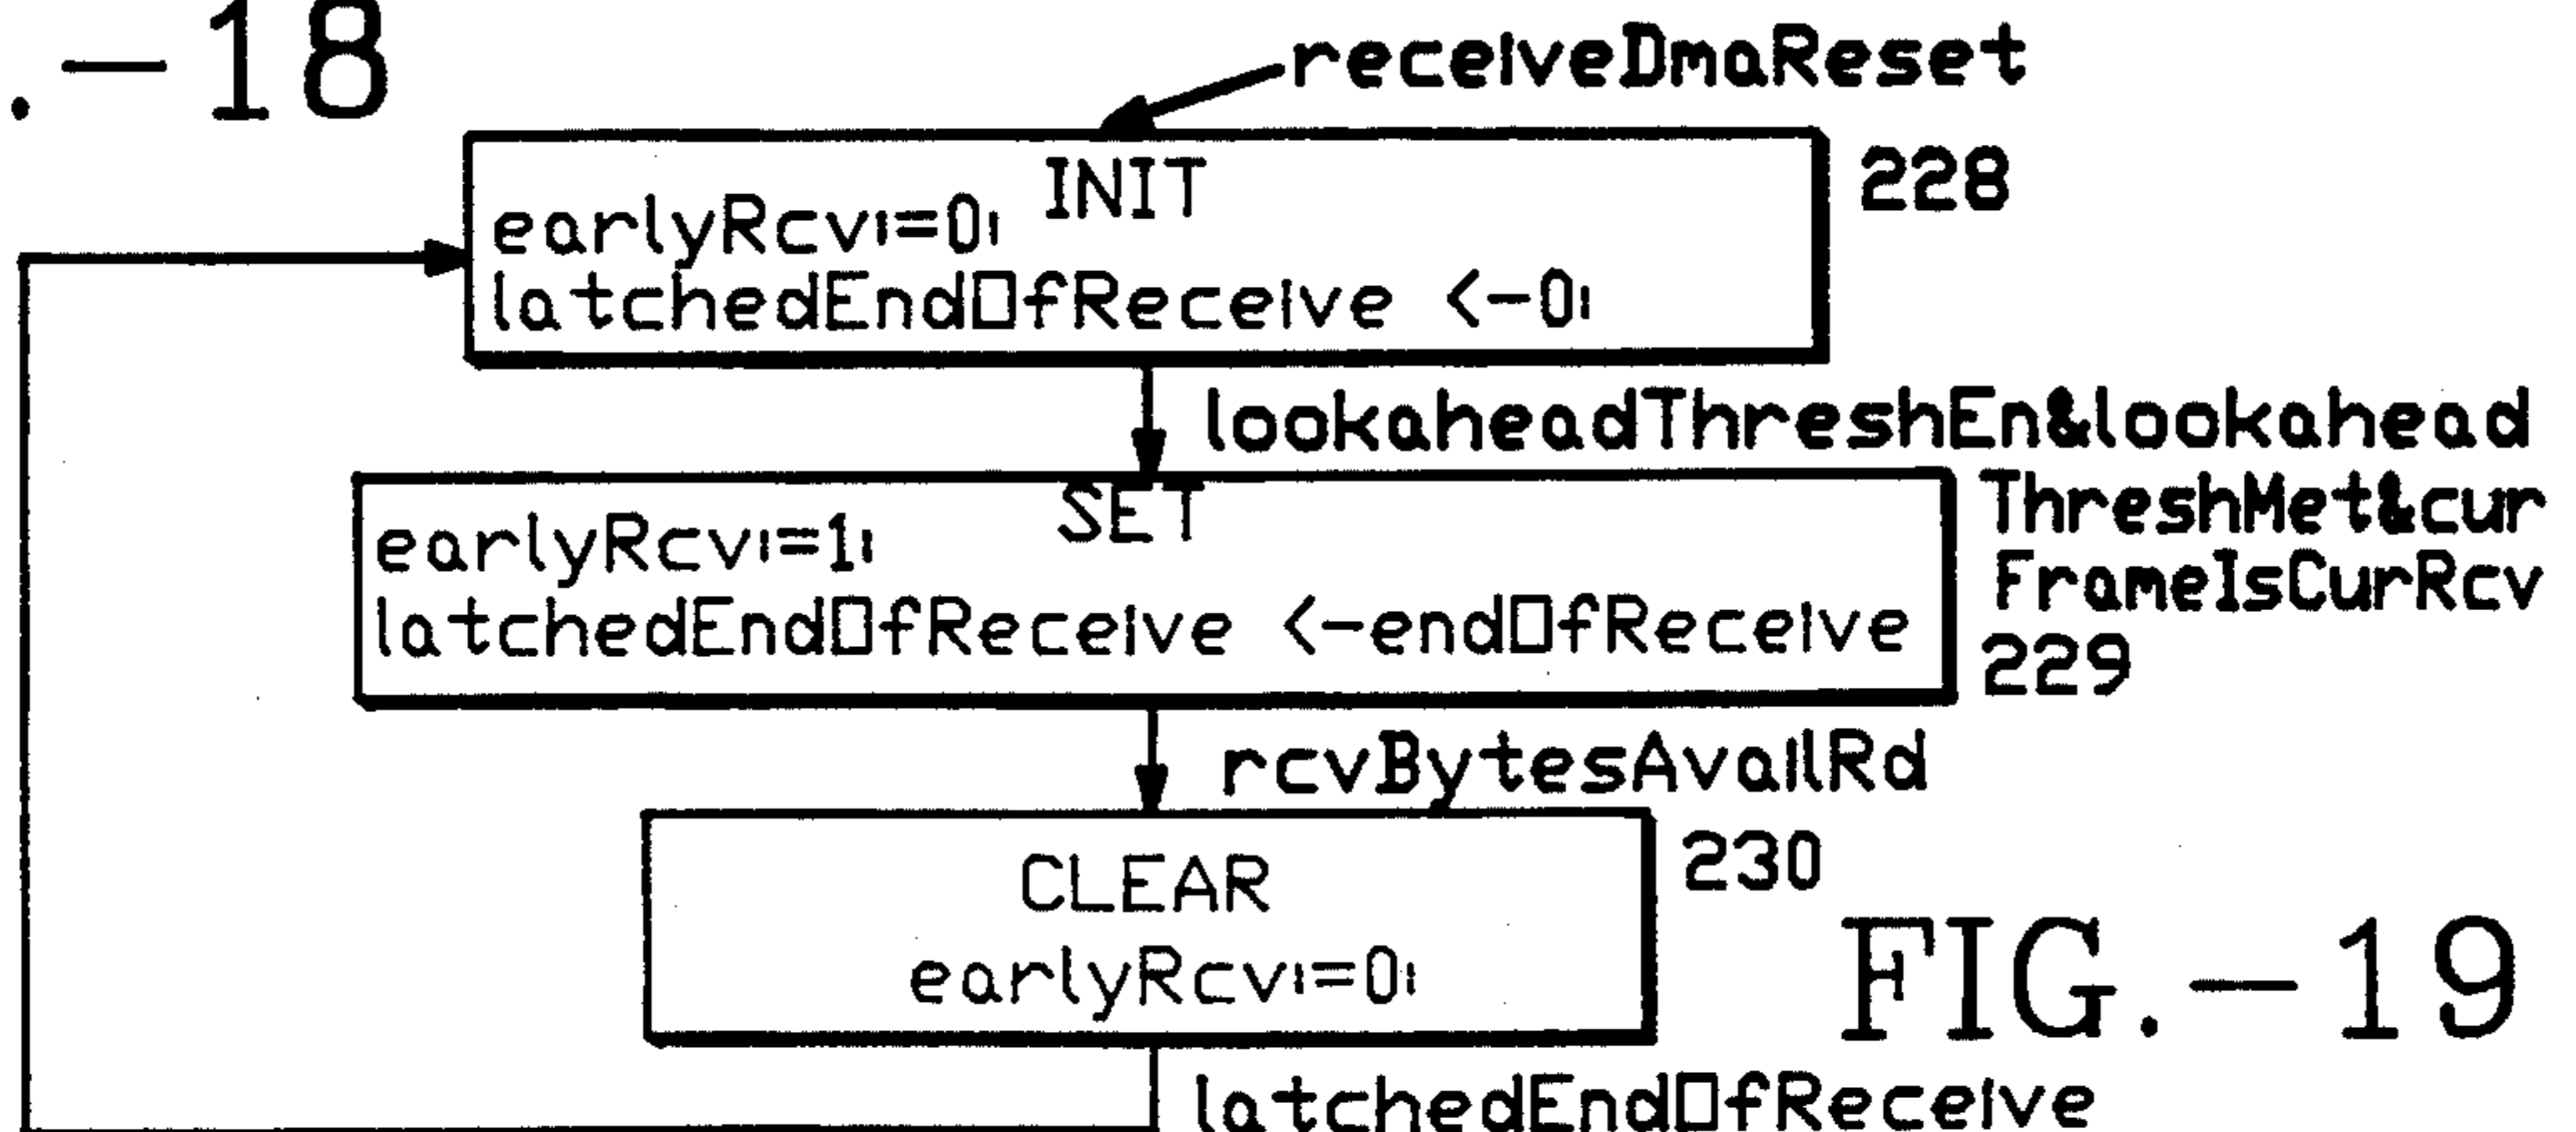 .-18
receiveDmaReset
INIT
228
earlyRcv:=0;
latchedEndOfReceive <-0;
lookaheadThreshEn&lookahead
ThreshMet&cur
FrameIsCurRcv
229
SET
earlyRcv:=1;
latchedEndOfReceive <-endOfReceive
rcvBytesAvailRd
CLEAR
230
earlyRcv:=0;
FIG.-19
latchedEndOfReceive